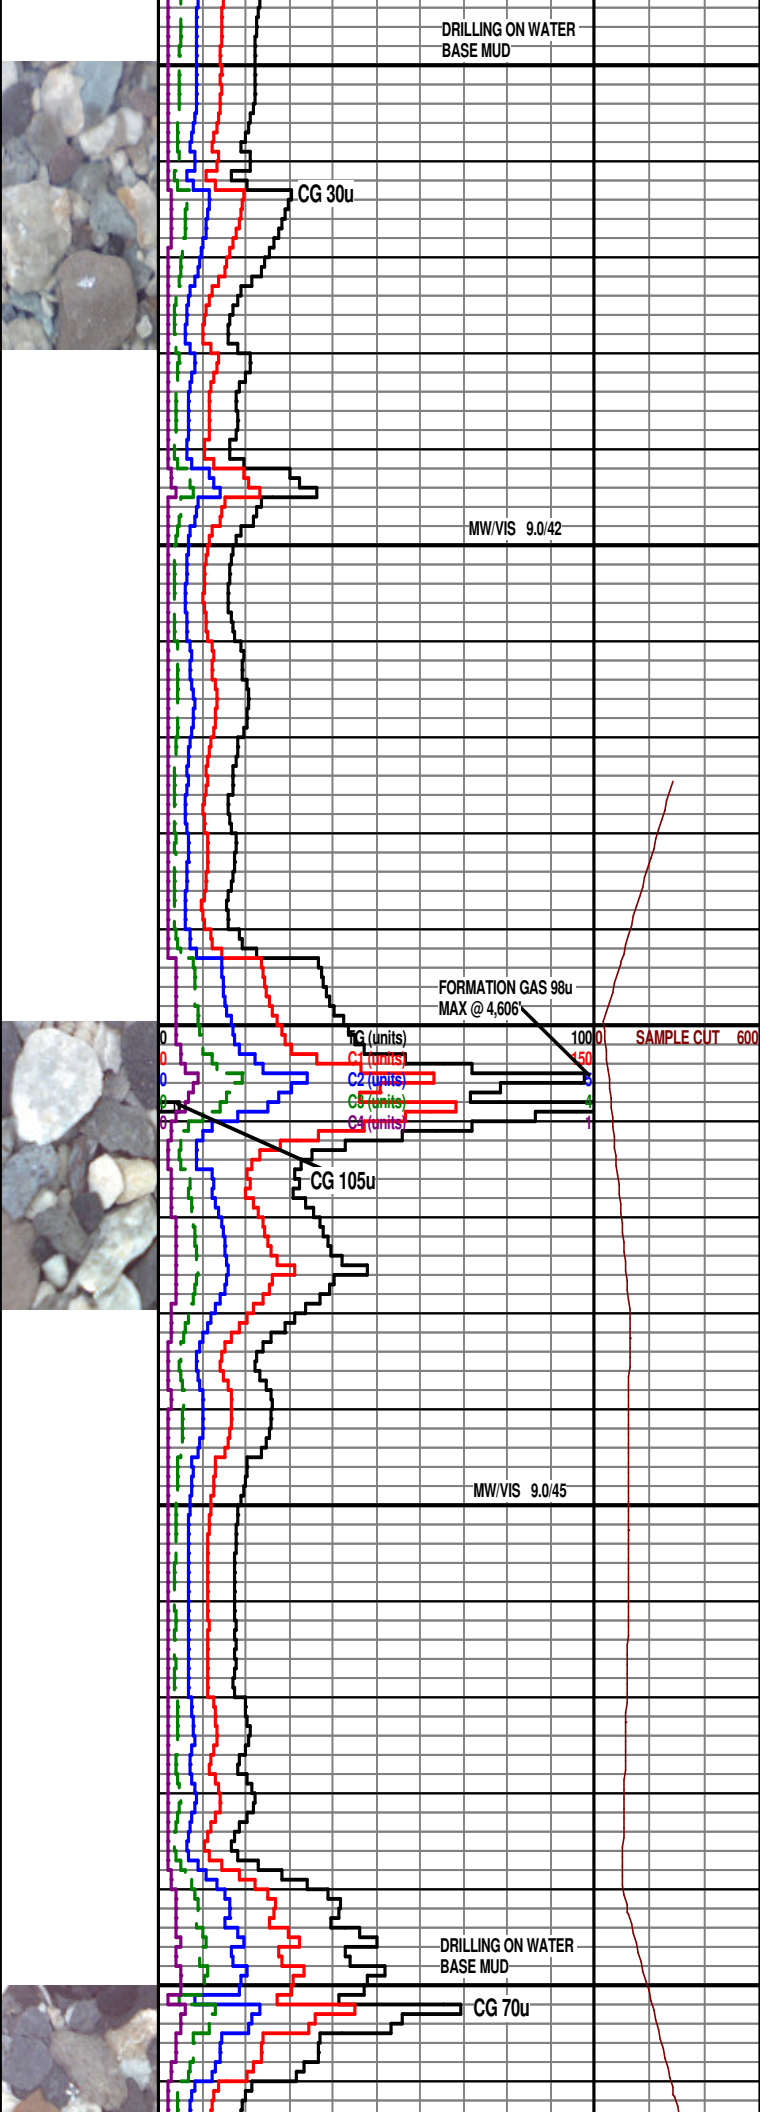 DRILLING ON WATER
BASE MUD
CG 30u
MW/VIS 9.0/42
FORMATION GAS 98u
MAX @ 4,606'
0 TG (units) 100
0 SAMPLE CUT 600
0 C1 (units) 150
0 C2 (units) 5
0 C3 (units) 4
0 C4 (units) 1
CG 105u
MW/VIS 9.0/45
DRILLING ON WATER
BASE MUD
CG 70u